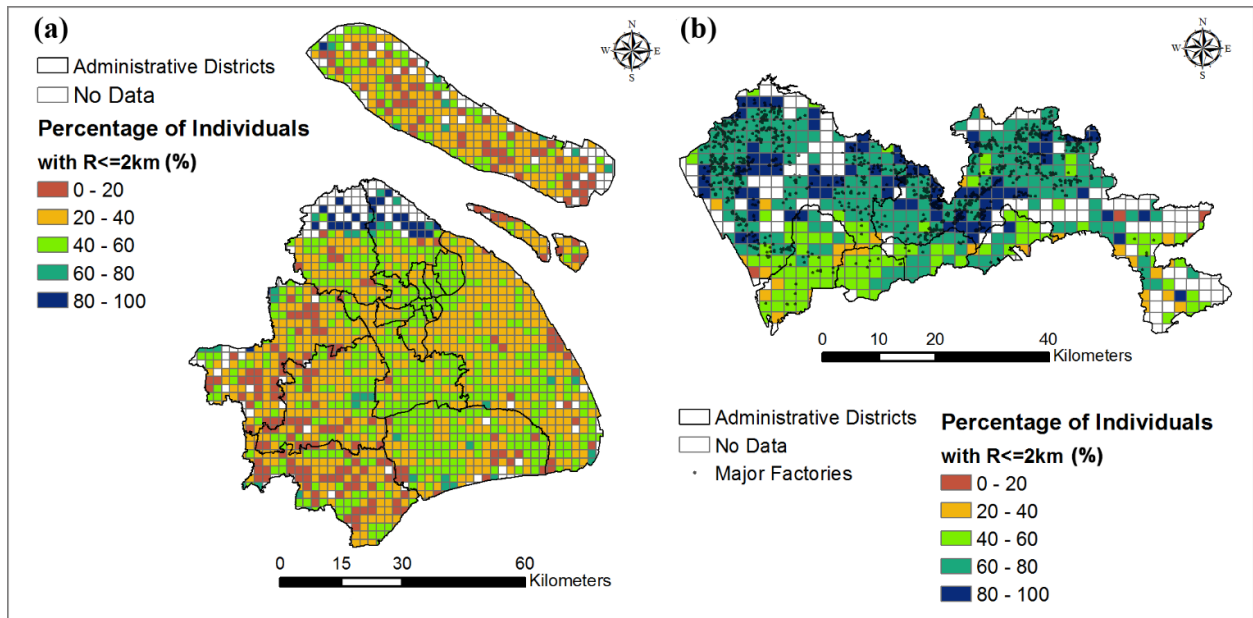 (a)
N
W
E
S
Administrative Districts
No Data
Percentage of Individuals
with R<=2km (%)
0 - 20
20 - 40
40 - 60
60 - 80
80 - 100
0
15
30
60
Kilometers
(b)
N
W
E
S
0
10
20
40
Kilometers
Administrative Districts
No Data
Major Factories
Percentage of Individuals
with R<=2km (%)
0 - 20
20 - 40
40 - 60
60 - 80
80 - 100